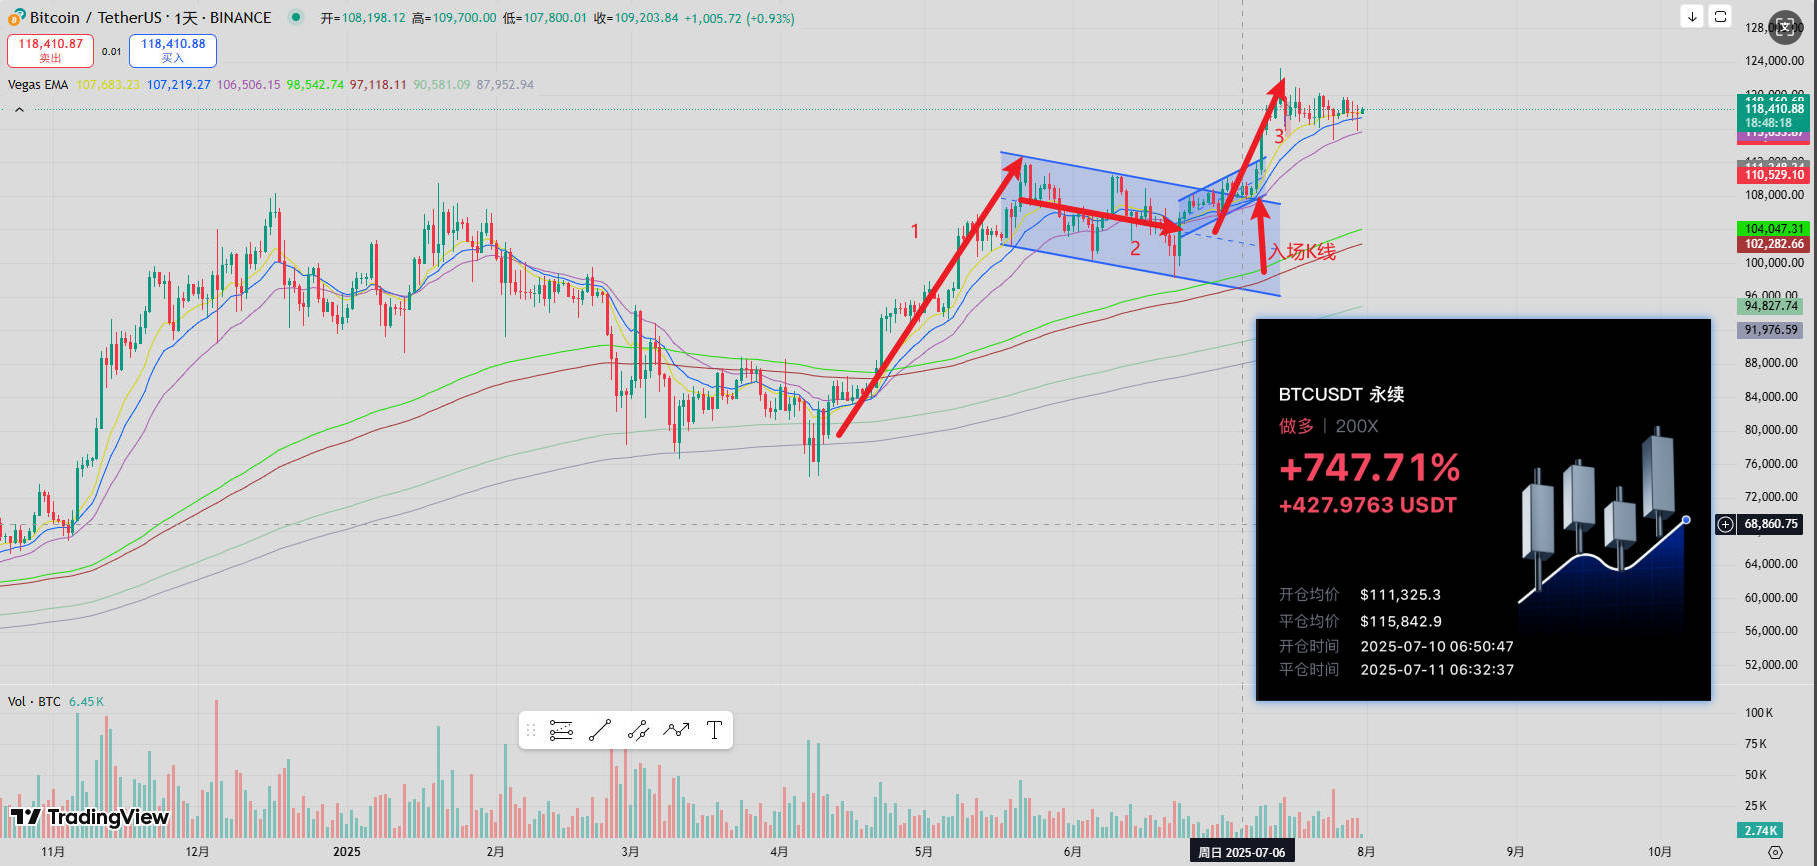 Bitcoin / TetherUS · 1天 · BINANCE 开=108,198.12 高=109,700.00 低=107,800.01 收=109,203.84 +1,005.72 (+0.93%)
118,410.87
卖出
0.01
118,410.88
买入
Vegas EMA 107,683.23 107,219.27 106,506.15 98,542.74 97,118.11 90,581.09 87,952.94
124,000.00
118,410.88
18:48:18
110,529.10
108,000.00
104,047.31
102,282.66
100,000.00
96,000.00
94,827.74
91,976.59
88,000.00
84,000.00
80,000.00
76,000.00
72,000.00
68,860.75
64,000.00
60,000.00
56,000.00
52,000.00
1
2
3
入场K线
BTCUSDT 永续
做多 | 200X
+747.71%
+427.9763 USDT
开仓均价 $111,325.3
平仓均价 $115,842.9
开仓时间 2025-07-10 06:50:47
平仓时间 2025-07-11 06:32:37
Vol · BTC 6.45K
100K
75K
50K
25K
2.74K
TradingView
11月 12月 2025 2月 3月 4月 5月 6月 周日 2025-07-06 8月 9月 10月